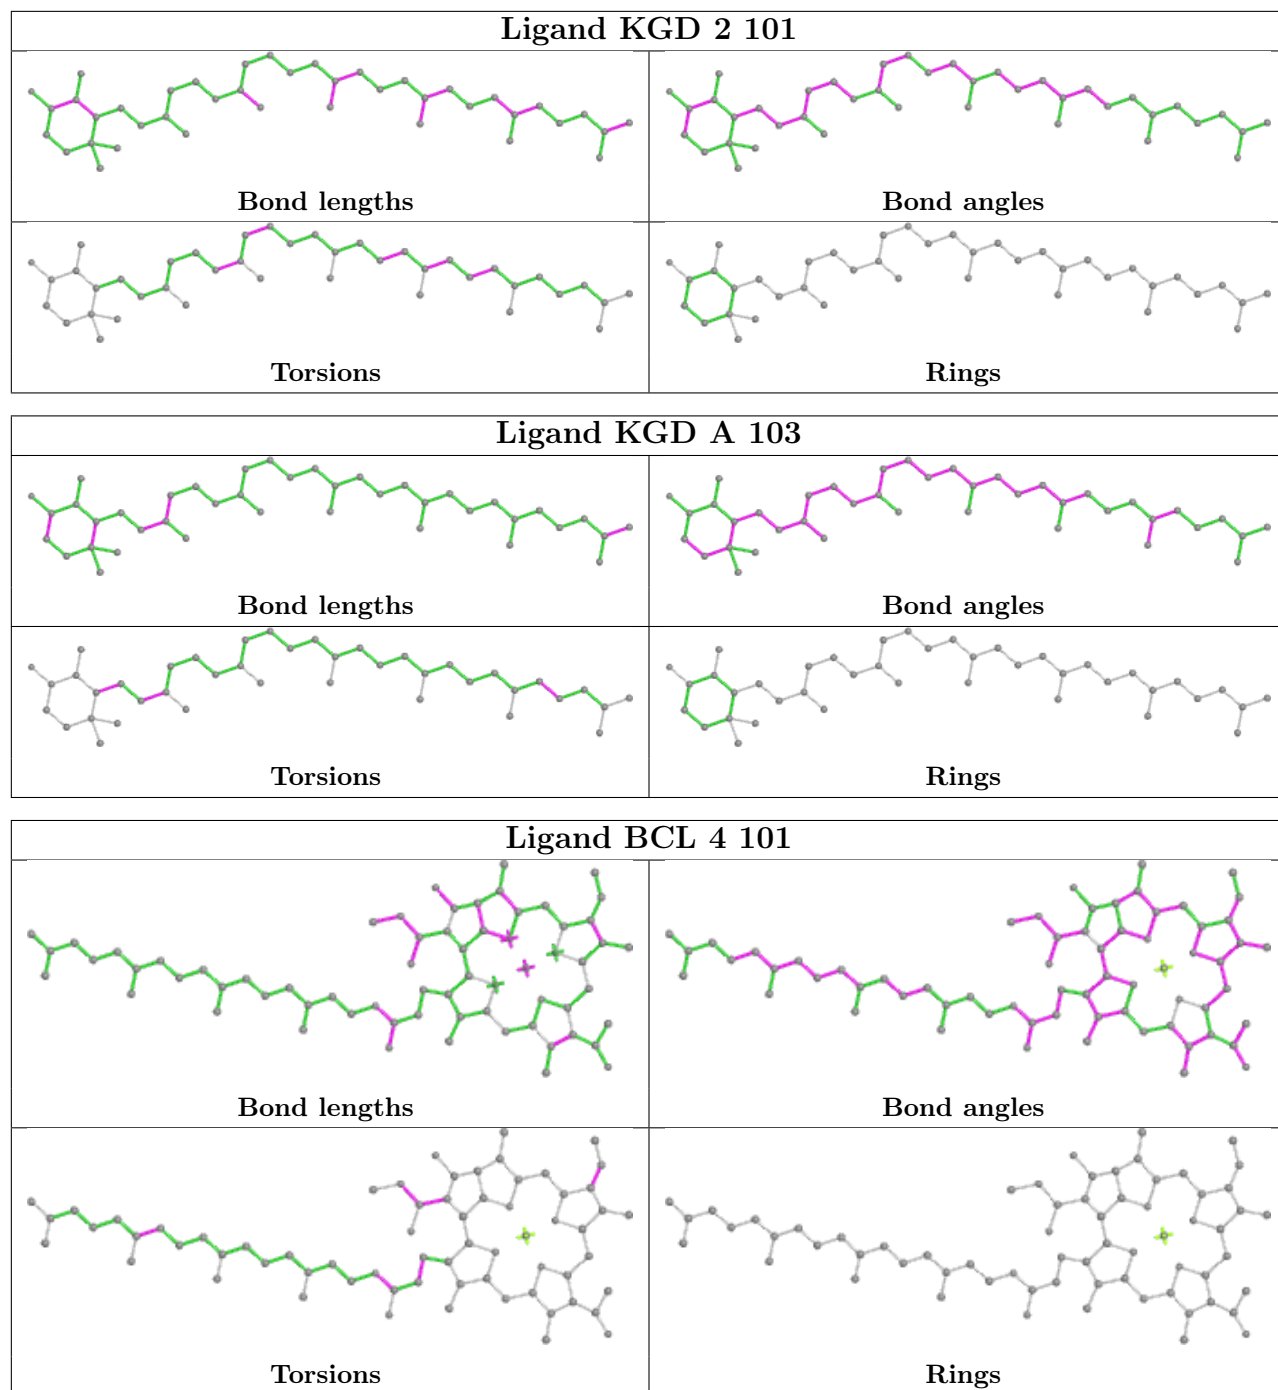 Ligand KGD 2 101
Bond lengths
Bond angles
Torsions
Rings
Ligand KGD A 103
Bond lengths
Bond angles
Torsions
Rings
Ligand BCL 4 101
Bond lengths
Bond angles
Torsions
Rings